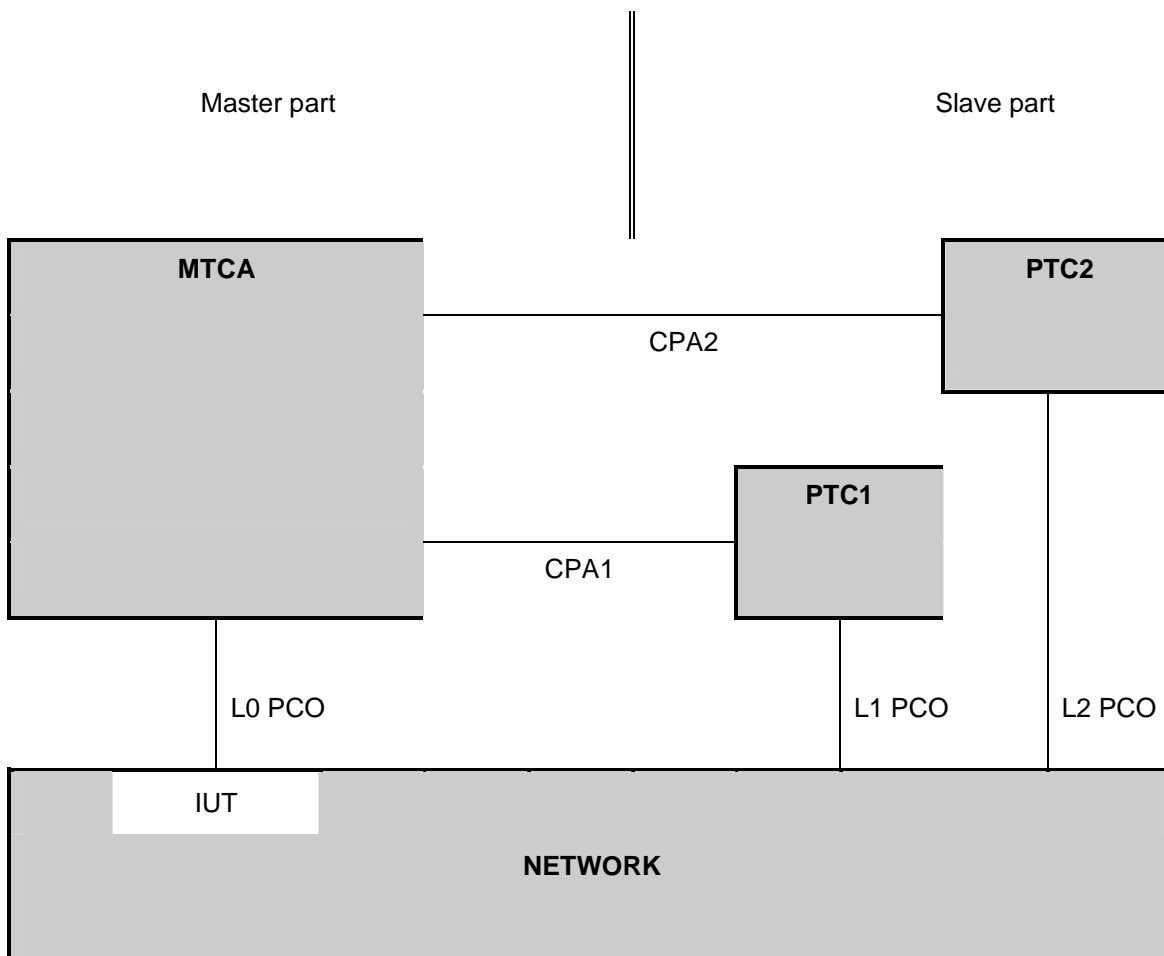 Master part
Slave part
MTCA
PTC2
CPA2
PTC1
CPA1
L0 PCO
L1 PCO
L2 PCO
IUT
NETWORK